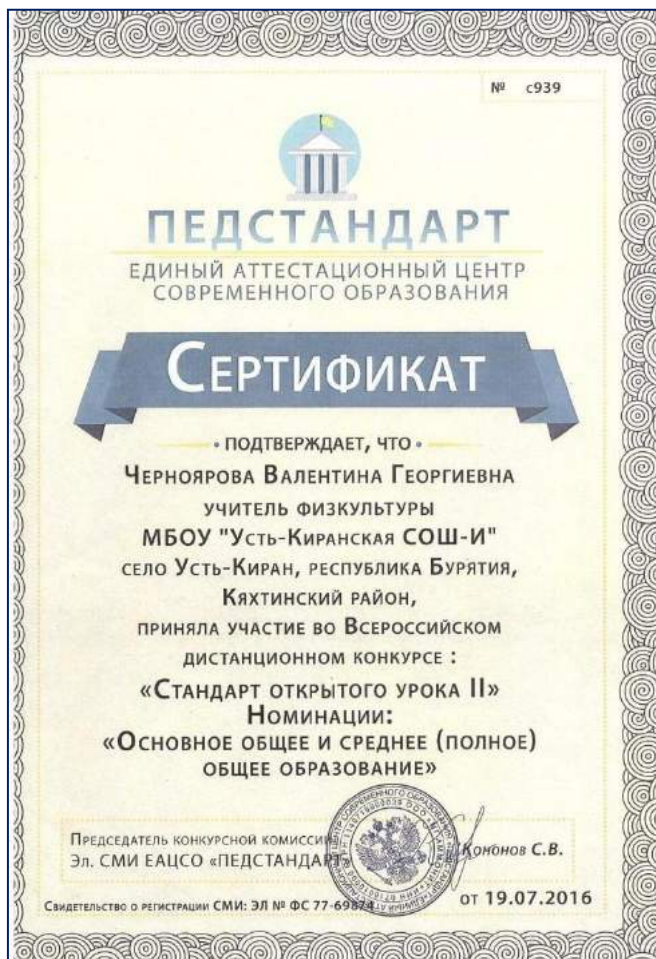 № с939
ПЕДСТАНДАРТ
ЕДИНЫЙ АТТЕСТАЦИОННЫЙ ЦЕНТР
СОВРЕМЕННОГО ОБРАЗОВАНИЯ
СЕРТИФИКАТ
• ПОДТВЕРЖДАЕТ, ЧТО •
ЧЕРНОЯРОВА ВАЛЕНТИНА ГЕОРГИЕВНА
УЧИТЕЛЬ ФИЗКУЛЬТУРЫ
МБОУ "УСТЬ-КИРАНСКАЯ СОШ-И"
СЕЛО УСТЬ-КИРАН, РЕСПУБЛИКА БУРЯТИЯ,
КЯХТИНСКИЙ РАЙОН,
ПРИНЯЛА УЧАСТИЕ ВО ВСЕРОССИЙСКОМ
ДИСТАНЦИОННОМ КОНКУРСЕ :
«СТАНДАРТ ОТКРЫТОГО УРОКА II»
НОМИНАЦИИ:
«ОСНОВНОЕ ОБЩЕЕ И СРЕДНЕЕ (ПОЛНОЕ)
ОБЩЕЕ ОБРАЗОВАНИЕ»
ПРЕДСЕДАТЕЛЬ КОНКУРСНОЙ КОМИССИИ
ЭЛ. СМИ ЕАЦСО «ПЕДСТАНДАРТ»
Кононов С.В.
СВИДЕТЕЛЬСТВО О РЕГИСТРАЦИИ СМИ: ЭЛ № ФС 77-69874
ОТ 19.07.2016